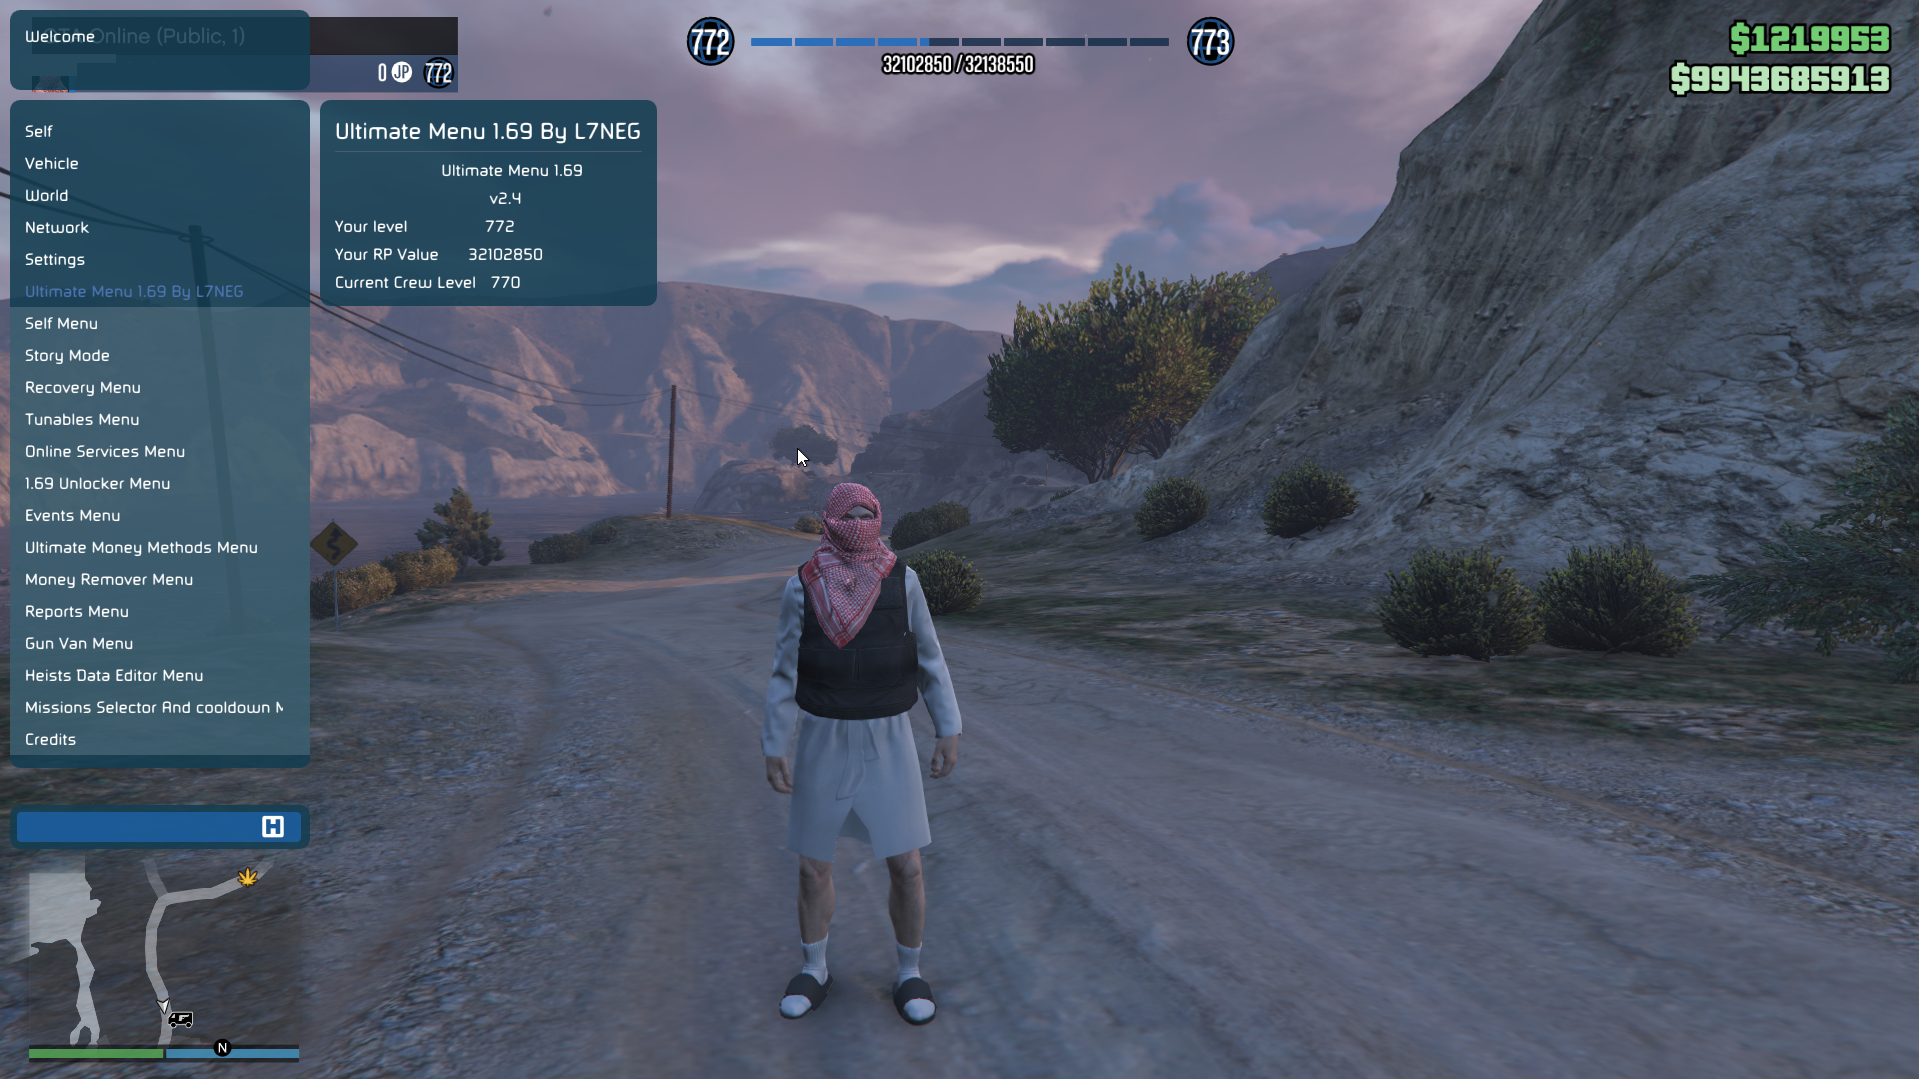 Welcome
Online (Public, 1)
0 JP 772
772
773
32102850 / 32138550
$1219953
$9943685913
Self
Vehicle
World
Network
Settings
Ultimate Menu 1.69 By L7NEG
Self Menu
Story Mode
Recovery Menu
Tunables Menu
Online Services Menu
1.69 Unlocker Menu
Events Menu
Ultimate Money Methods Menu
Money Remover Menu
Reports Menu
Gun Van Menu
Heists Data Editor Menu
Missions Selector And cooldown
Credits
Ultimate Menu 1.69 By L7NEG
Ultimate Menu 1.69
v2.4
Your level 772
Your RP Value 32102850
Current Crew Level 770
H
N